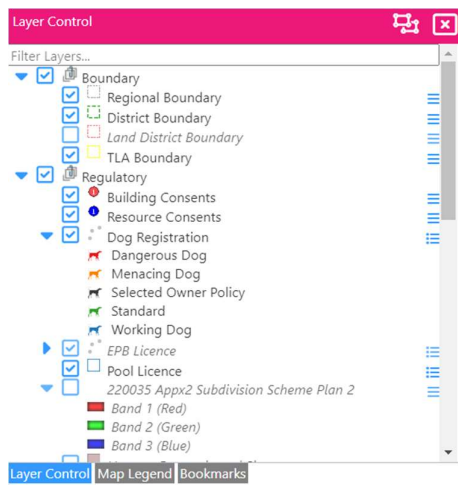 Layer Control
Filter Layers...
Boundary
Regional Boundary
District Boundary
Land District Boundary
TLA Boundary
Regulatory
Building Consents
Resource Consents
Dog Registration
Dangerous Dog
Menacing Dog
Selected Owner Policy
Standard
Working Dog
EPB Licence
Pool Licence
220035 Appx2 Subdivision Scheme Plan 2
Band 1 (Red)
Band 2 (Green)
Band 3 (Blue)
Layer Control Map Legend Bookmarks